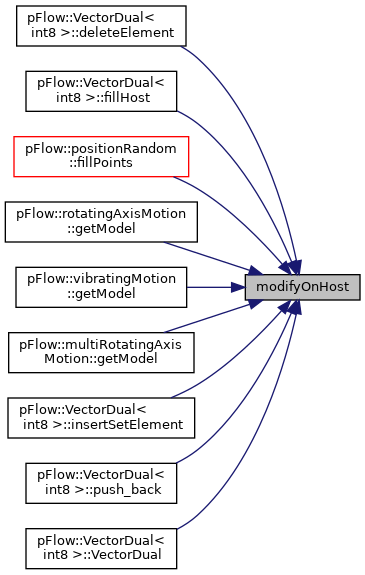 pFlow::VectorDual<
int8 >::deleteElement
pFlow::VectorDual<
int8 >::fillHost
pFlow::positionRandom
::fillPoints
pFlow::rotatingAxisMotion
::getModel
pFlow::vibratingMotion
::getModel
modifyOnHost
pFlow::multiRotatingAxis
Motion::getModel
pFlow::VectorDual<
int8 >::insertSetElement
pFlow::VectorDual<
int8 >::push_back
pFlow::VectorDual<
int8 >::VectorDual